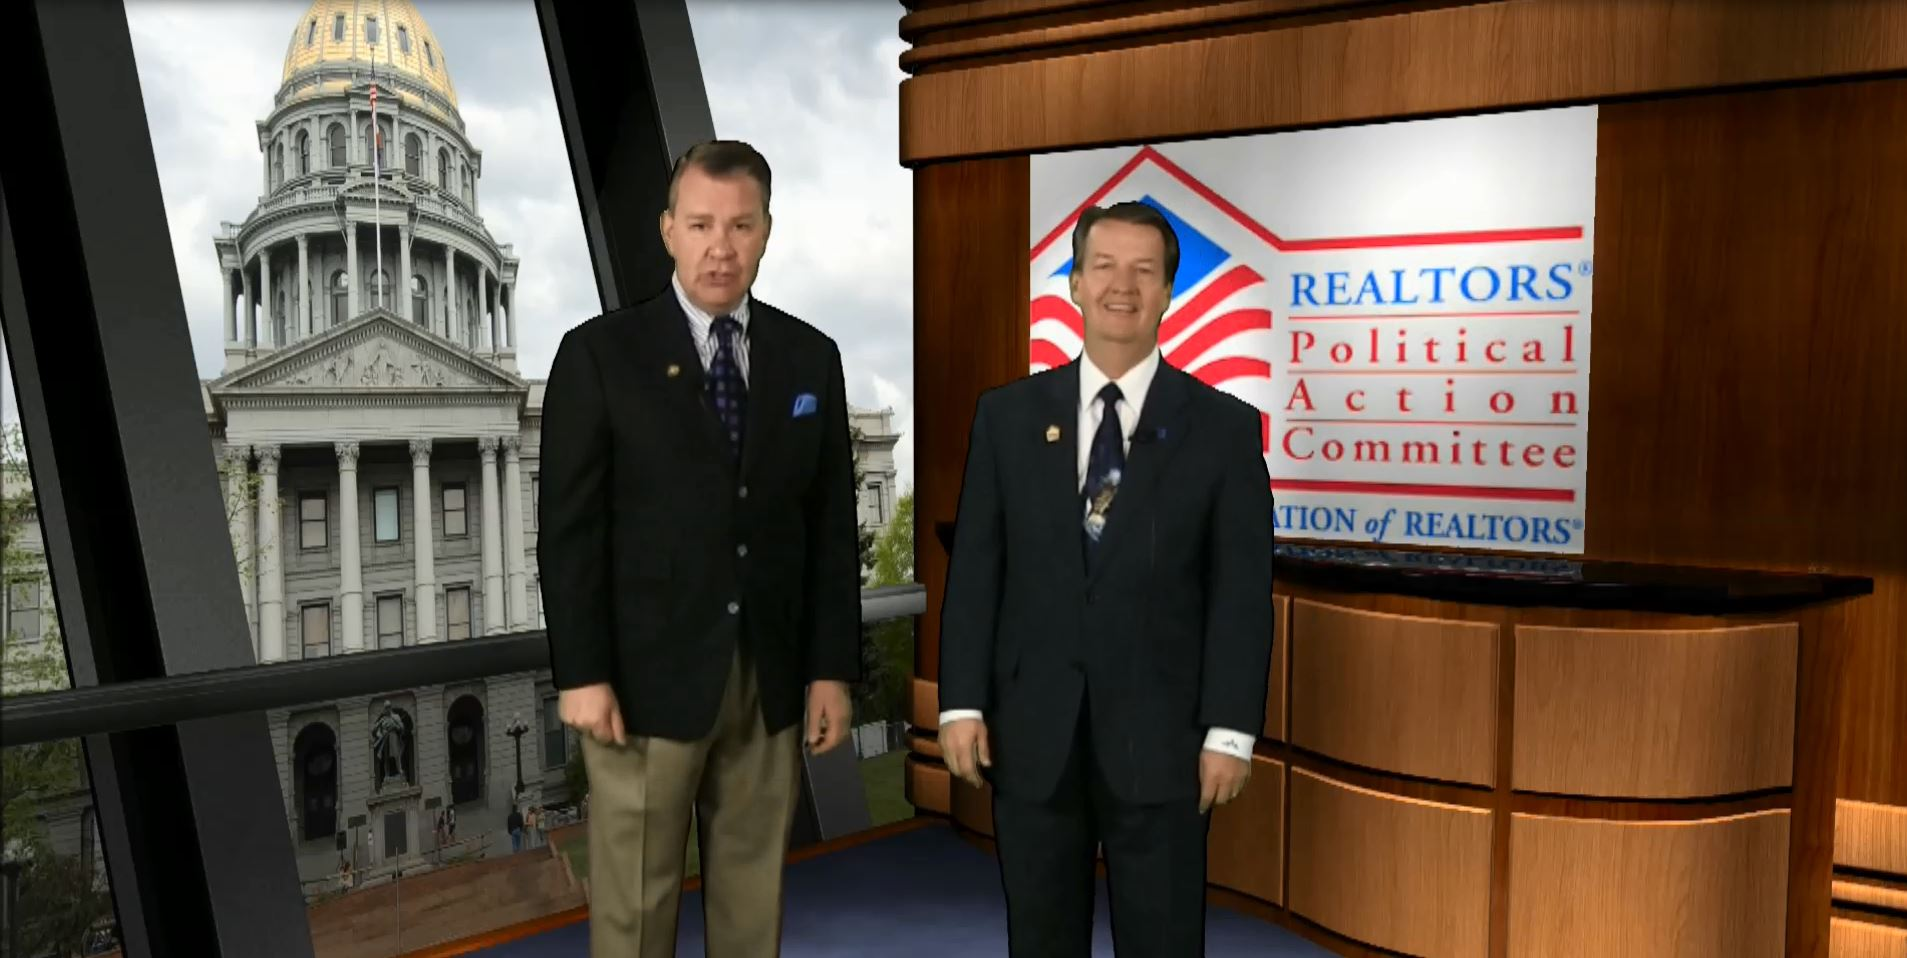 REALTORS®
Political
Action
Committee
ATION of REALTORS®